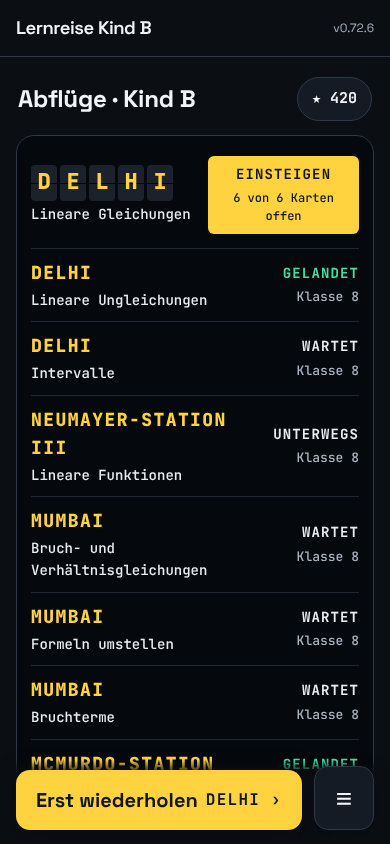 Lernreise Kind B
v0.72.6
Abflüge · Kind B
★ 420
DELHI
Lineare Gleichungen
EINSTEIGEN
6 von 6 Karten
offen
DELHI
GELANDET
Lineare Ungleichungen
Klasse 8
DELHI
WARTET
Intervalle
Klasse 8
NEUMAYER-STATION
III
UNTERWEGS
Klasse 8
Lineare Funktionen
MUMBAI
WARTET
Bruch- und
Verhältnisgleichungen
Klasse 8
MUMBAI
WARTET
Formeln umstellen
Klasse 8
MUMBAI
WARTET
Bruchterme
Klasse 8
MCMURDO-STATION
GELANDET
Erst wiederholen DELHI ›